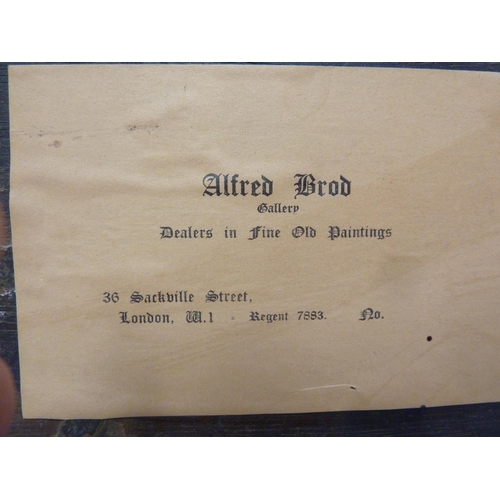 Alfred Brod
Gallery
Dealers in Fine Old Paintings
36 Sackville Street,
London, W.1 Regent 7883. No.